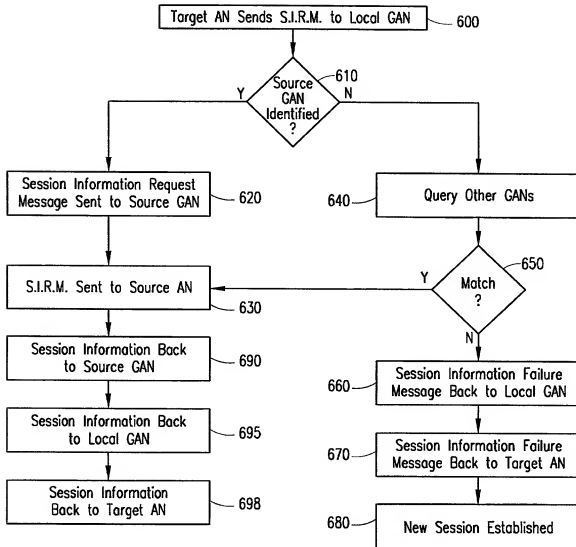 Target AN Sends S.I.R.M. to Local GAN
600
Source
GAN
Identified
?
610
Y
N
Session Information Request
Message Sent to Source GAN
620
Query Other GANs
640
S.I.R.M. Sent to Source AN
630
Match
?
650
Y
N
Session Information Back
to Source GAN
690
Session Information Failure
Message Back to Local GAN
660
Session Information Back
to Local GAN
695
Session Information Failure
Message Back to Target AN
670
Session Information
Back to Target AN
698
New Session Established
680